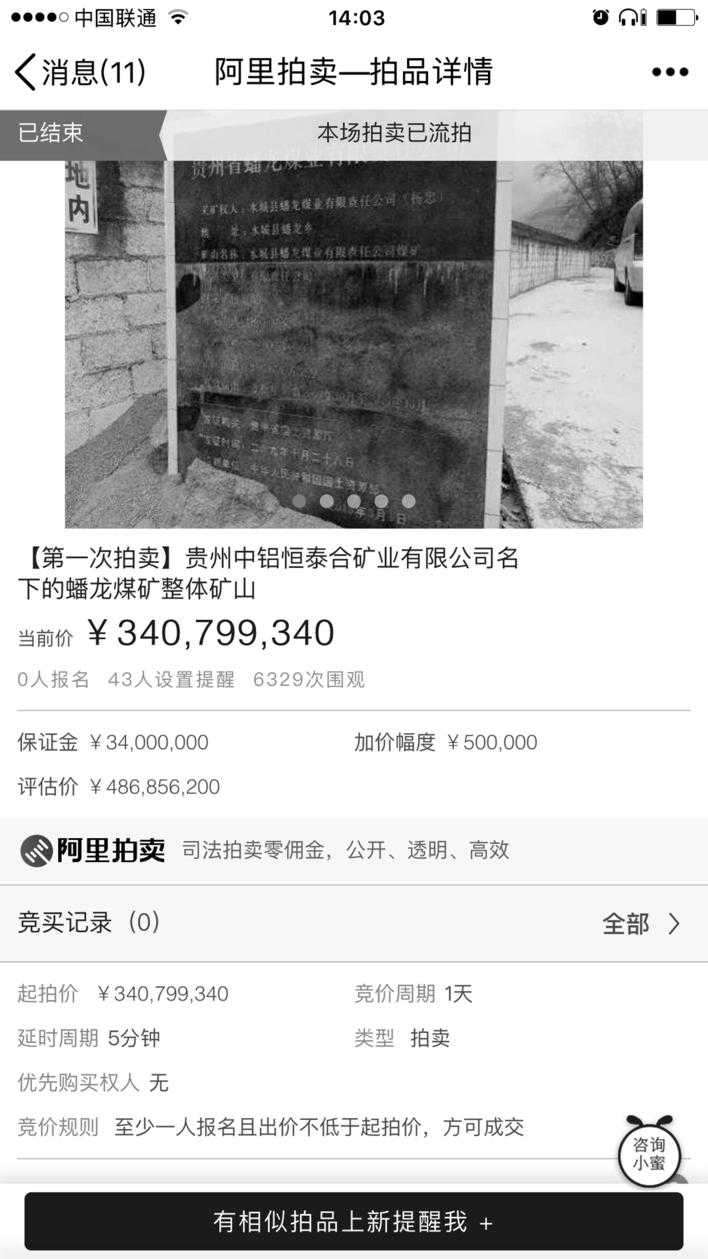 中国联通
14:03
消息(11)
阿里拍卖—拍品详情
已结束
本场拍卖已流拍
地内
贵州省蟠龙煤业有限
采矿权人：水城县蟠龙煤业有限责任公司（杨忠）
地 址：水城县蟠龙乡
矿山名称：水城县蟠龙煤业有限责任公司煤矿
【第一次拍卖】贵州中铝恒泰合矿业有限公司名
下的蟠龙煤矿整体矿山
当前价 ￥340,799,340
0人报名 43人设置提醒 6329次围观
保证金 ￥34,000,000
加价幅度 ￥500,000
评估价 ￥486,856,200
阿里拍卖 司法拍卖零佣金，公开、透明、高效
竞买记录 (0)
全部
起拍价 ￥340,799,340
竞价周期 1天
延时周期 5分钟
类型 拍卖
优先购买权人 无
竞价规则 至少一人报名且出价不低于起拍价，方可成交
咨询
小蜜
有相似拍品上新提醒我 +